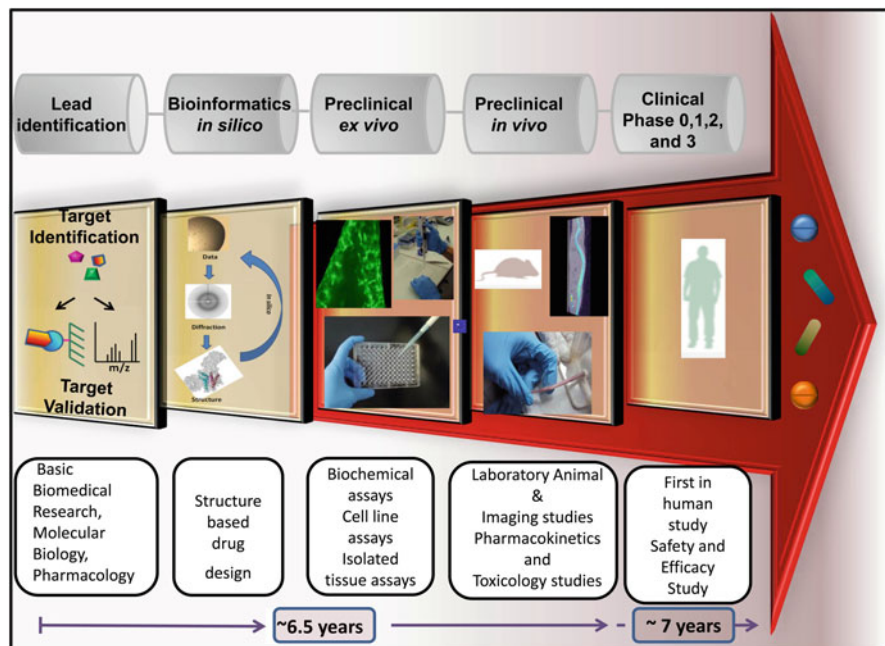 Lead
identification
Bioinformatics
in silico
Preclinical
ex vivo
Preclinical
in vivo
Clinical
Phase 0,1,2,
and 3
Target
Identification
m/z
Target
Validation
Data
Diffraction
Structure
in silico
Basic
Biomedical
Research,
Molecular
Biology,
Pharmacology
Structure
based
drug
design
Biochemical
assays
Cell line
assays
Isolated
tissue assays
Laboratory Animal
&
Imaging studies
Pharmacokinetics
and
Toxicology studies
First in
human
study
Safety and
Efficacy
Study
~6.5 years
~ 7 years